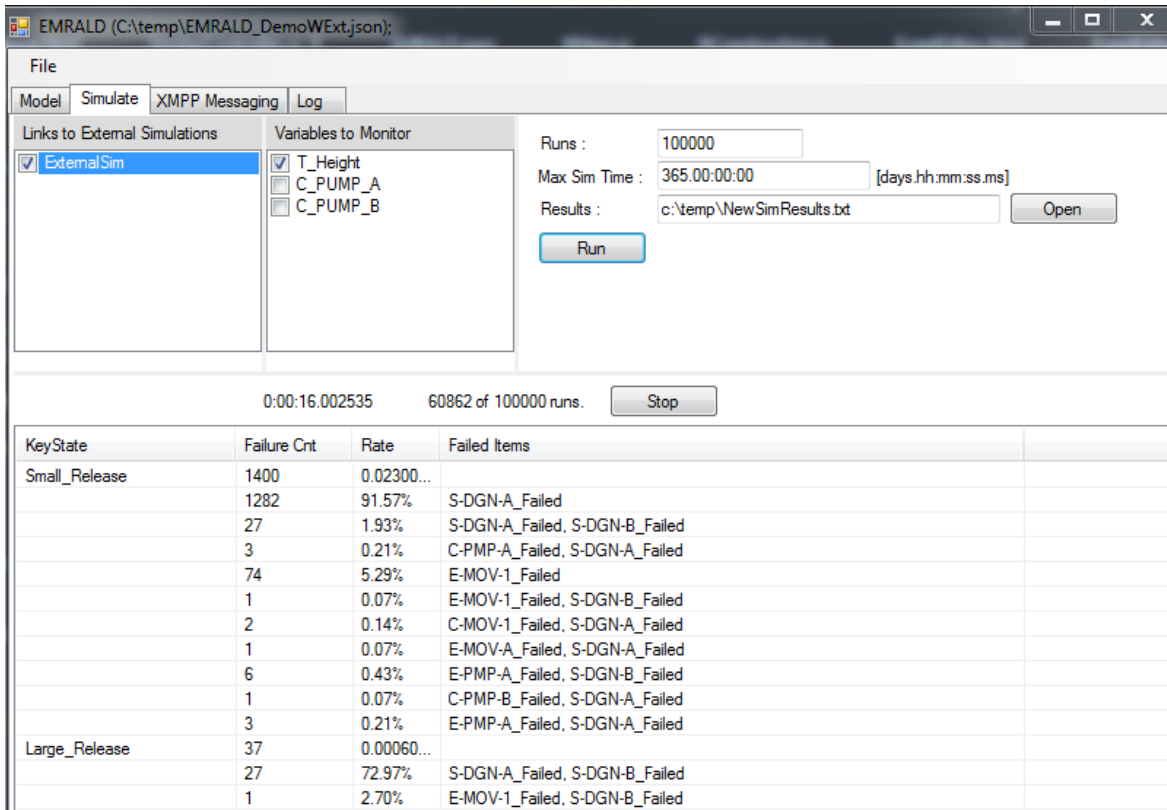 EMRALD (C:\temp\EMRALD_DemoWExt.json);
File
Model Simulate XMPP Messaging Log
Links to External Simulations Variables to Monitor
ExternalSim
T_Height
C_PUMP_A
C_PUMP_B
Runs : 100000
Max Sim Time : 365.00:00:00 [days.hh:mm:ss.ms]
Results : c:\temp\NewSimResults.txt Open
Run
0:00:16.002535 60862 of 100000 runs. Stop
KeyState Failure Cnt Rate Failed Items
Small_Release 1400 0.02300...
1282 91.57% S-DGN-A_Failed
27 1.93% S-DGN-A_Failed, S-DGN-B_Failed
3 0.21% C-PMP-A_Failed, S-DGN-A_Failed
74 5.29% E-MOV-1_Failed
1 0.07% E-MOV-1_Failed, S-DGN-B_Failed
2 0.14% C-MOV-1_Failed, S-DGN-A_Failed
1 0.07% E-MOV-A_Failed, S-DGN-A_Failed
6 0.43% E-PMP-A_Failed, S-DGN-B_Failed
1 0.07% C-PMP-B_Failed, S-DGN-A_Failed
3 0.21% E-PMP-A_Failed, S-DGN-A_Failed
Large_Release 37 0.00060...
27 72.97% S-DGN-A_Failed, S-DGN-B_Failed
1 2.70% E-MOV-1_Failed, S-DGN-B_Failed